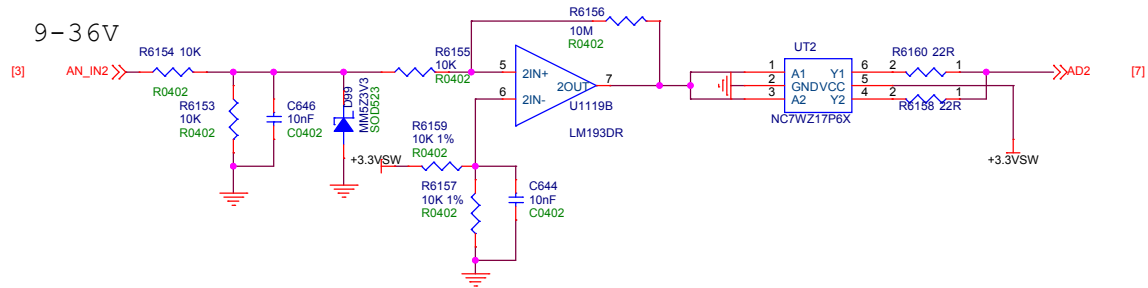 9-36V
[3]
AN_IN2
R6154 10K
R0402
R6153
10K
R0402
C646
10nF
C0402
D99
MM5Z3V3
SOD523
R6155
10K
R0402
R6156
10M
R0402
5
2IN+
6
2IN-
2OUT
7
U1119B
LM193DR
R6159
10K 1%
R0402
+3.3VSW
R6157
10K 1%
R0402
C644
10nF
C0402
UT2
1
A1
Y1
6
2
GND
VCC
5
3
A2
Y2
4
NC7WZ17P6X
R6160 22R
2
1
2
1
R6158 22R
+3.3VSW
AD2
[7]